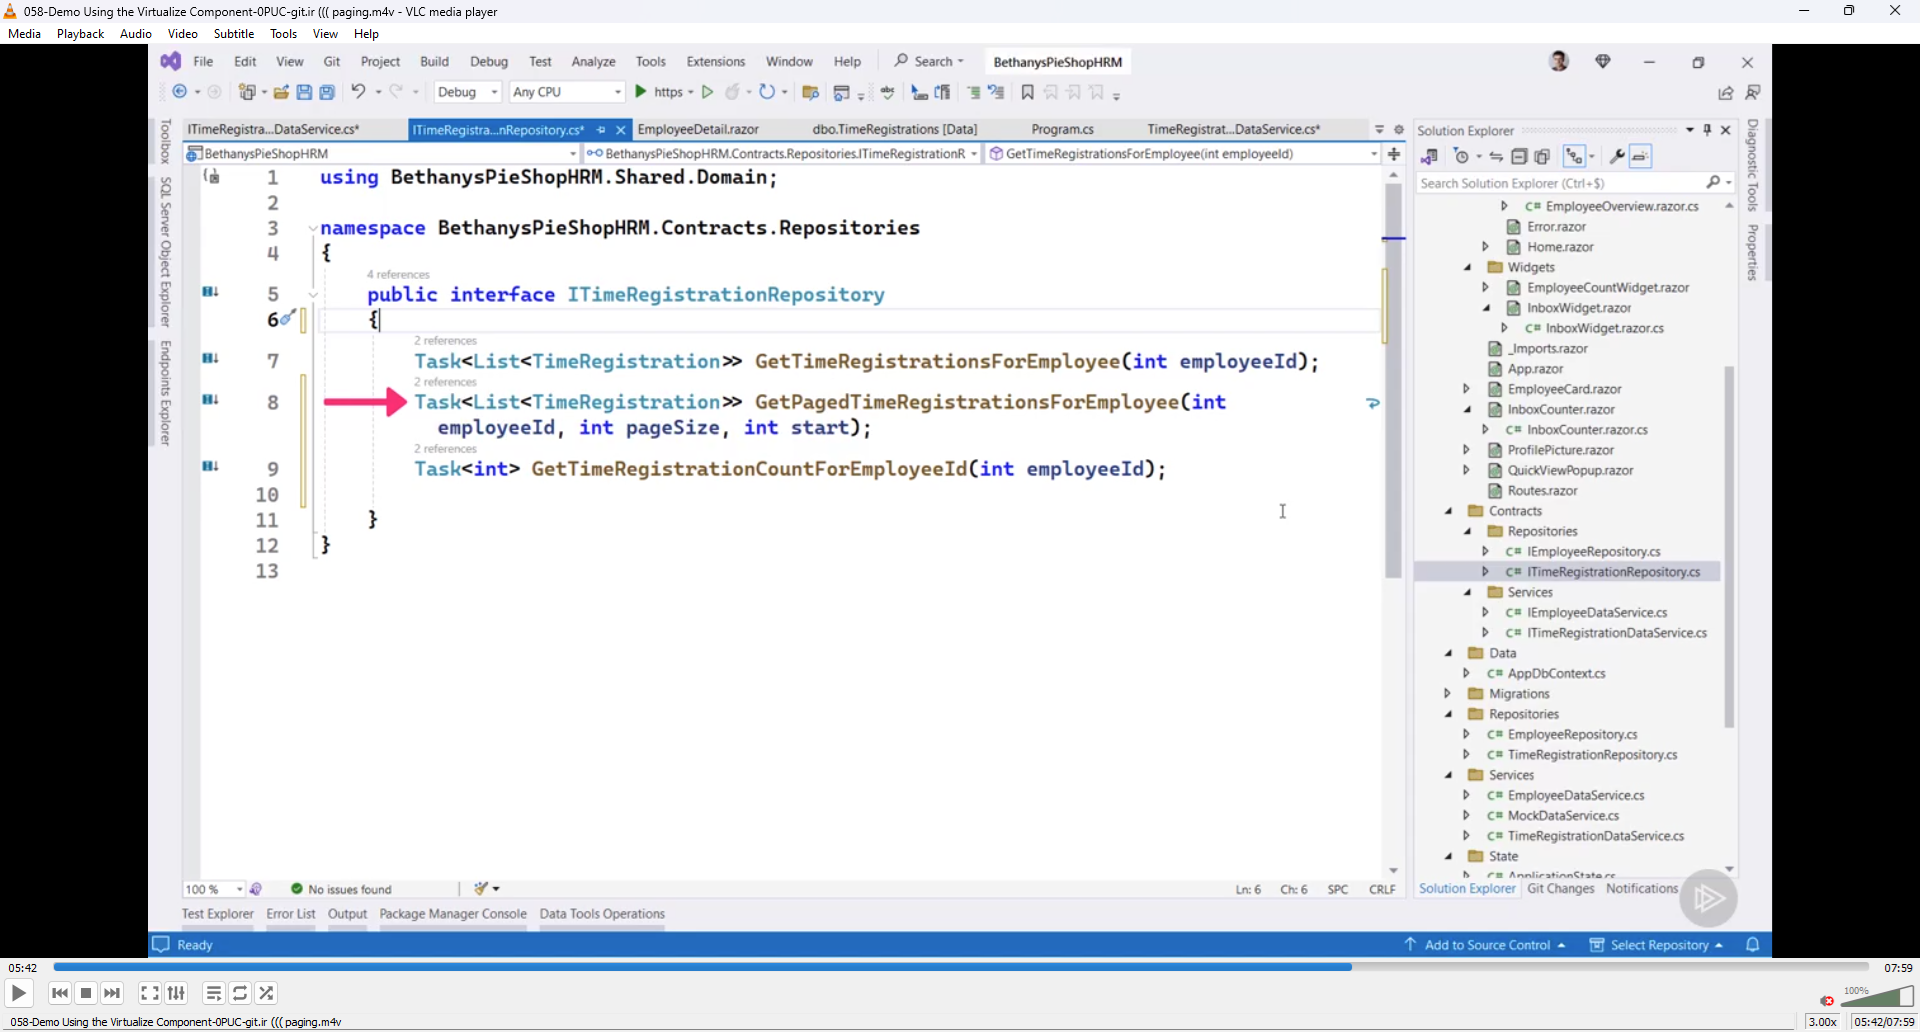 058-Demo Using the Virtualize Component-0PUC-git.ir ((( paging.m4v - VLC media player
Media Playback Audio Video Subtitle Tools View Help
File Edit View Git Project Build Debug Test Analyze Tools Extensions Window Help Search BethanysPieShopHRM
Debug Any CPU https
Toolbox
SQL Server Object Explorer
Endpoints Explorer
ITimeRegistra...DataService.cs* ITimeRegistra...nRepository.cs* EmployeeDetail.razor dbo.TimeRegistrations [Data] Program.cs TimeRegistrat...DataService.cs*
BethanysPieShopHRM BethanysPieShopHRM.Contracts.Repositories.ITimeRegistrationR GetTimeRegistrationsForEmployee(int employeeId)
1 using BethanysPieShopHRM.Shared.Domain;
2
3 namespace BethanysPieShopHRM.Contracts.Repositories
4 {
4 references
5 public interface ITimeRegistrationRepository
6 {
2 references
7 Task<List<TimeRegistration>> GetTimeRegistrationsForEmployee(int employeeId);
2 references
8 Task<List<TimeRegistration>> GetPagedTimeRegistrationsForEmployee(int
employeeId, int pageSize, int start);
2 references
9 Task<int> GetTimeRegistrationCountForEmployeeId(int employeeId);
10
11 }
12 }
13
100 % No issues found Ln: 6 Ch: 6 SPC CRLF
Test Explorer Error List Output Package Manager Console Data Tools Operations
Solution Explorer
Search Solution Explorer (Ctrl+$)
C# EmployeeOverview.razor.cs
Error.razor
Home.razor
Widgets
EmployeeCountWidget.razor
InboxWidget.razor
C# InboxWidget.razor.cs
_Imports.razor
App.razor
EmployeeCard.razor
InboxCounter.razor
C# InboxCounter.razor.cs
ProfilePicture.razor
QuickViewPopup.razor
Routes.razor
Contracts
Repositories
C# IEmployeeRepository.cs
C# ITimeRegistrationRepository.cs
Services
C# IEmployeeDataService.cs
C# ITimeRegistrationDataService.cs
Data
C# AppDbContext.cs
Migrations
Repositories
C# EmployeeRepository.cs
C# TimeRegistrationRepository.cs
Services
C# EmployeeDataService.cs
C# MockDataService.cs
C# TimeRegistrationDataService.cs
State
C# ApplicationState.cs
Solution Explorer Git Changes Notifications
Diagnostic Tools
Properties
Ready Add to Source Control Select Repository
05:42 07:59
100%
058-Demo Using the Virtualize Component-0PUC-git.ir ((( paging.m4v 3.00x 05:42/07:59